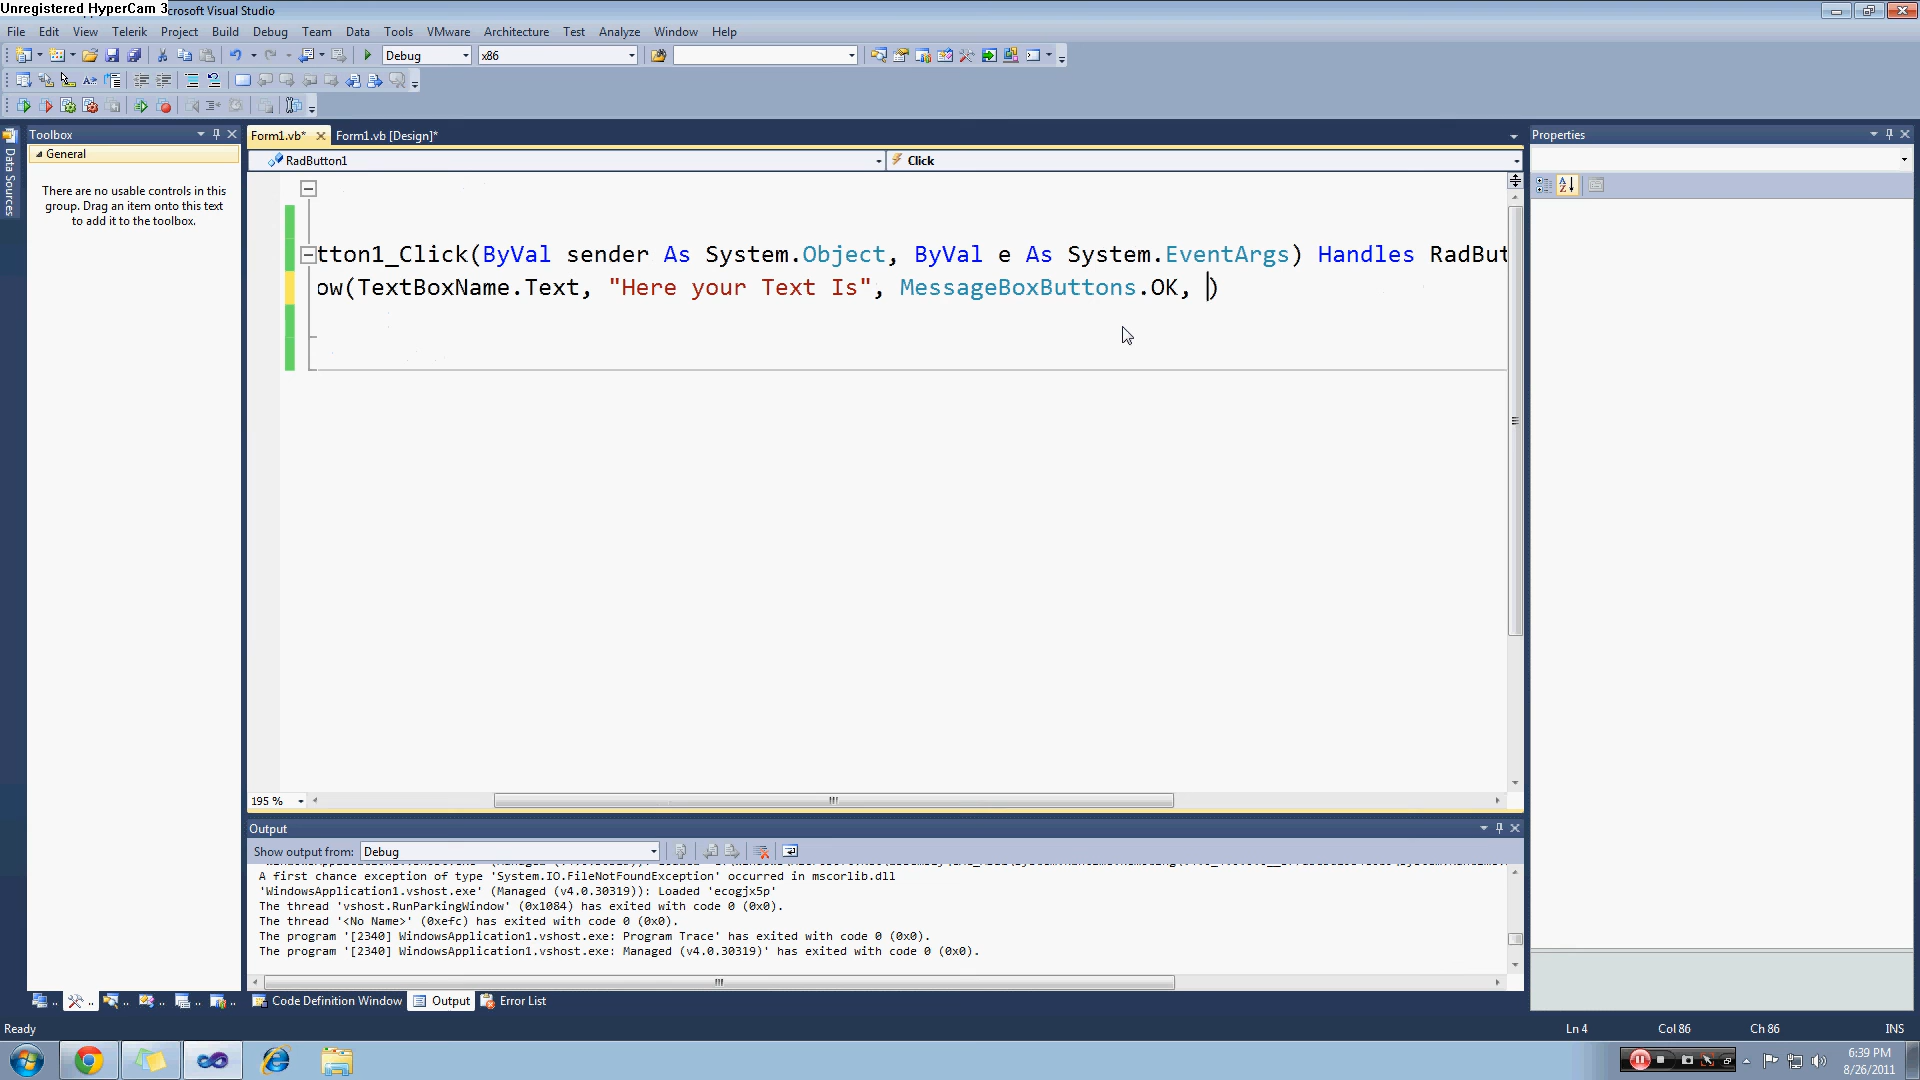 Unregistered HyperCam 3
crosoft Visual Studio
File Edit View Telerik Project Build Debug Team Data Tools VMware Architecture Test Analyze Window Help
Debug x86
Toolbox
General
There are no usable controls in this
group. Drag an item onto this text
to add it to the toolbox.
Data Sources
Form1.vb* Form1.vb [Design]*
RadButton1 Click
tton1_Click(ByVal sender As System.Object, ByVal e As System.EventArgs) Handles RadBut
ow(TextBoxName.Text, "Here your Text Is", MessageBoxButtons.OK, )
195 %
Properties
Output
Show output from: Debug
A first chance exception of type 'System.IO.FileNotFoundException' occurred in mscorlib.dll
'WindowsApplication1.vshost.exe' (Managed (v4.0.30319)): Loaded 'ecogjx5p'
The thread 'vshost.RunParkingWindow' (0x1084) has exited with code 0 (0x0).
The thread '<No Name>' (0xefc) has exited with code 0 (0x0).
The program '[2340] WindowsApplication1.vshost.exe: Program Trace' has exited with code 0 (0x0).
The program '[2340] WindowsApplication1.vshost.exe: Managed (v4.0.30319)' has exited with code 0 (0x0).
Code Definition Window Output Error List
Ready Ln 4 Col 86 Ch 86 INS
6:39 PM
8/26/2011